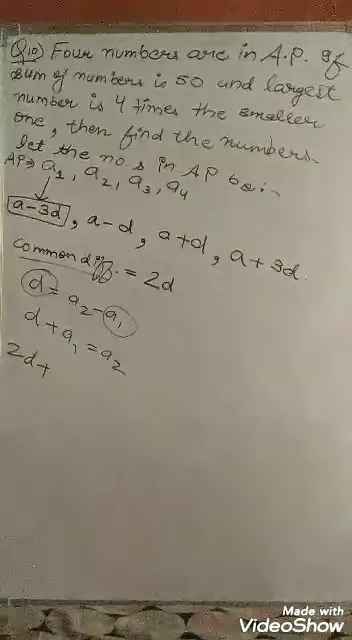 Q10) Four numbers are in A.P. If
sum of numbers is 50 and largest
number is 4 times the smaller
one, then find the numbers.
let the no s in AP be:-
AP→ a1, a2, a3, a4
a-3d, a-d, a+d, a+3d.
Common diff. = 2d
d = a2 - a1
d + a1 = a2
2d+
Made with
VideoShow